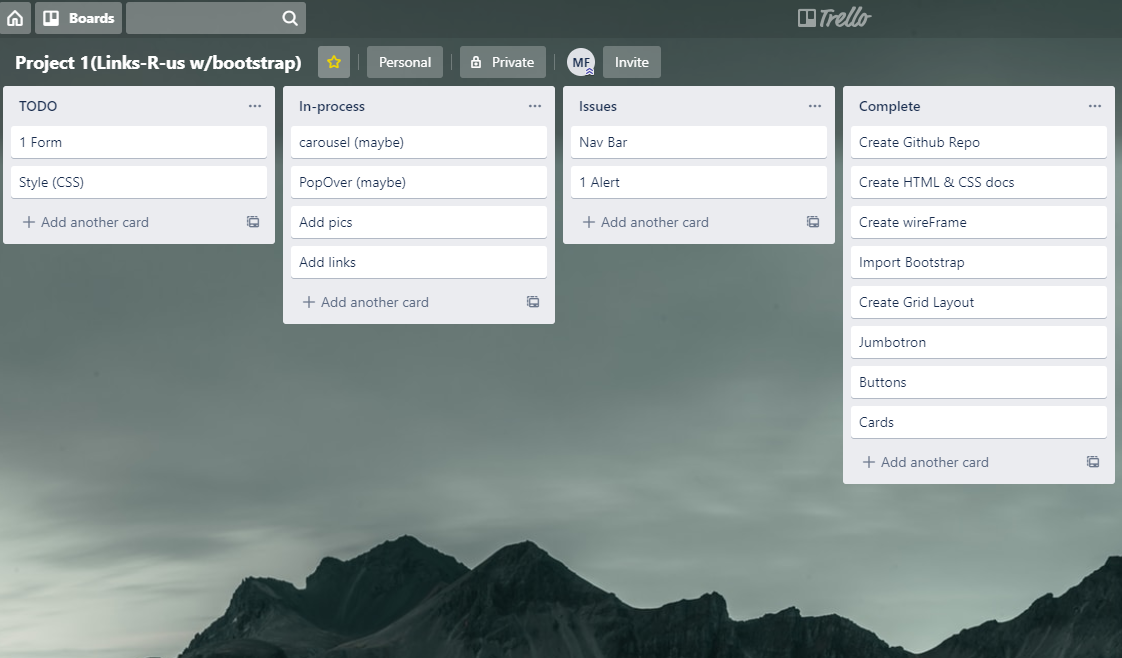 Boards
Trello
Project 1(Links-R-us w/bootstrap)
Personal
Private
MF
Invite
TODO
1 Form
Style (CSS)
Add another card
In-process
carousel (maybe)
PopOver (maybe)
Add pics
Add links
Add another card
Issues
Nav Bar
1 Alert
Add another card
Complete
Create Github Repo
Create HTML & CSS docs
Create wireFrame
Import Bootstrap
Create Grid Layout
Jumbotron
Buttons
Cards
Add another card